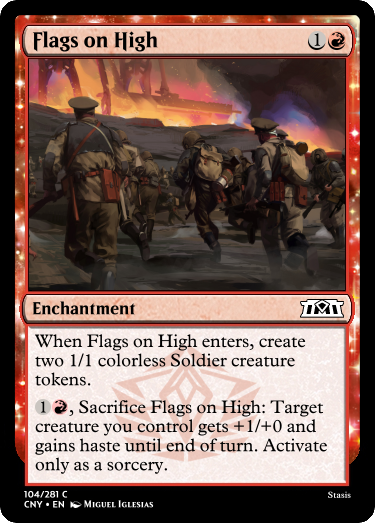 Flags on High 1
Enchantment
When Flags on High enters, create
two 1/1 colorless Soldier creature
tokens.
1 , Sacrifice Flags on High: Target
creature you control gets +1/+0 and
gains haste until end of turn. Activate
only as a sorcery.
104/281 C
Stasis
CNY • EN Miguel Iglesias